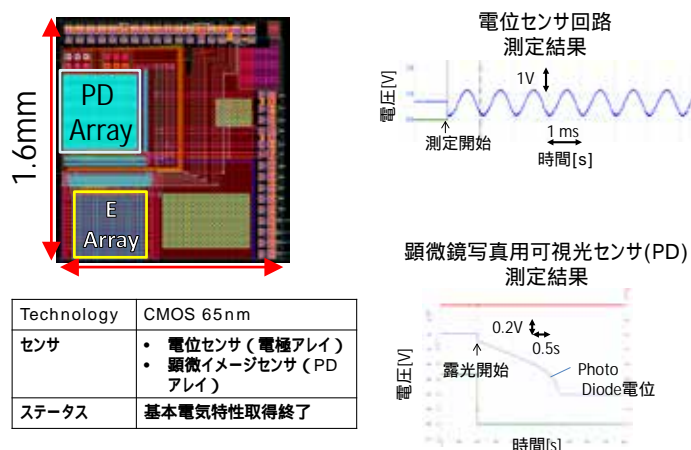 1.6mm
PD
Array
E
Array
Technology
CMOS 65nm
センサ
• 電位センサ（電極アレイ）
• 顕微イメージセンサ（PD
アレイ）
ステータス
基本電気特性取得終了
電位センサ回路
測定結果
電圧[V]
1V
測定開始
1 ms
時間[s]
顕微鏡写真用可視光センサ(PD)
測定結果
電圧[V]
0.2V
0.5s
露光開始
Photo
Diode電位
時間[s]